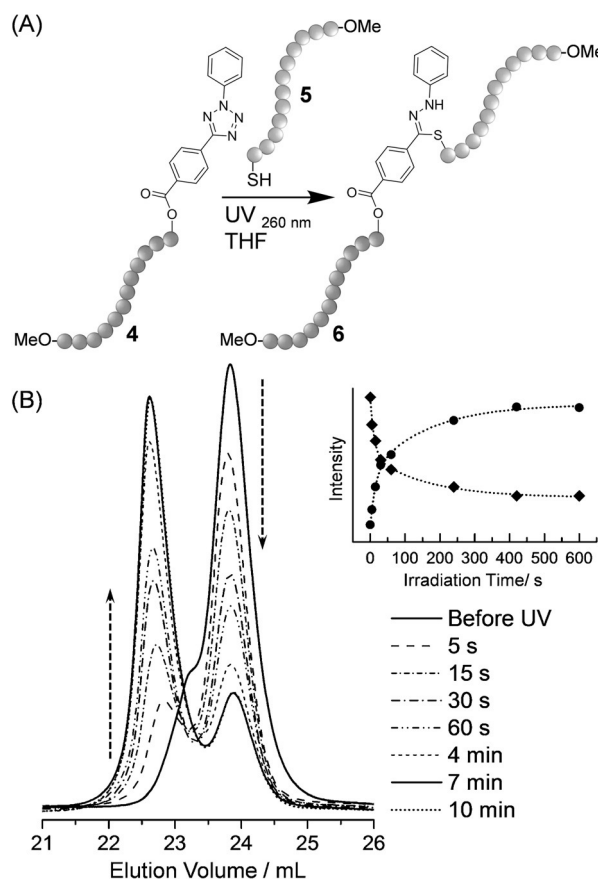 (A)
OMe
5
OMe
N
N
N
N
N
NH
S
SH
O
O
UV 260 nm
THF
O
O
MeO
4
MeO
6
(B)
Intensity
0 100 200 300 400 500 600
Irradiation Time/ s
Before UV
5 s
15 s
30 s
60 s
4 min
7 min
10 min
21 22 23 24 25 26
Elution Volume / mL